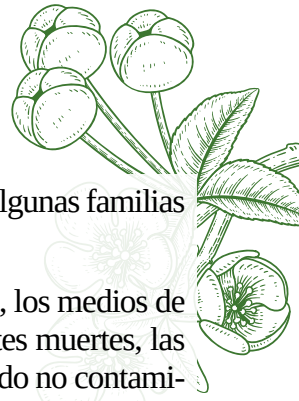 lgunas familias
, los medios de
tes muertes, las
do no contami-